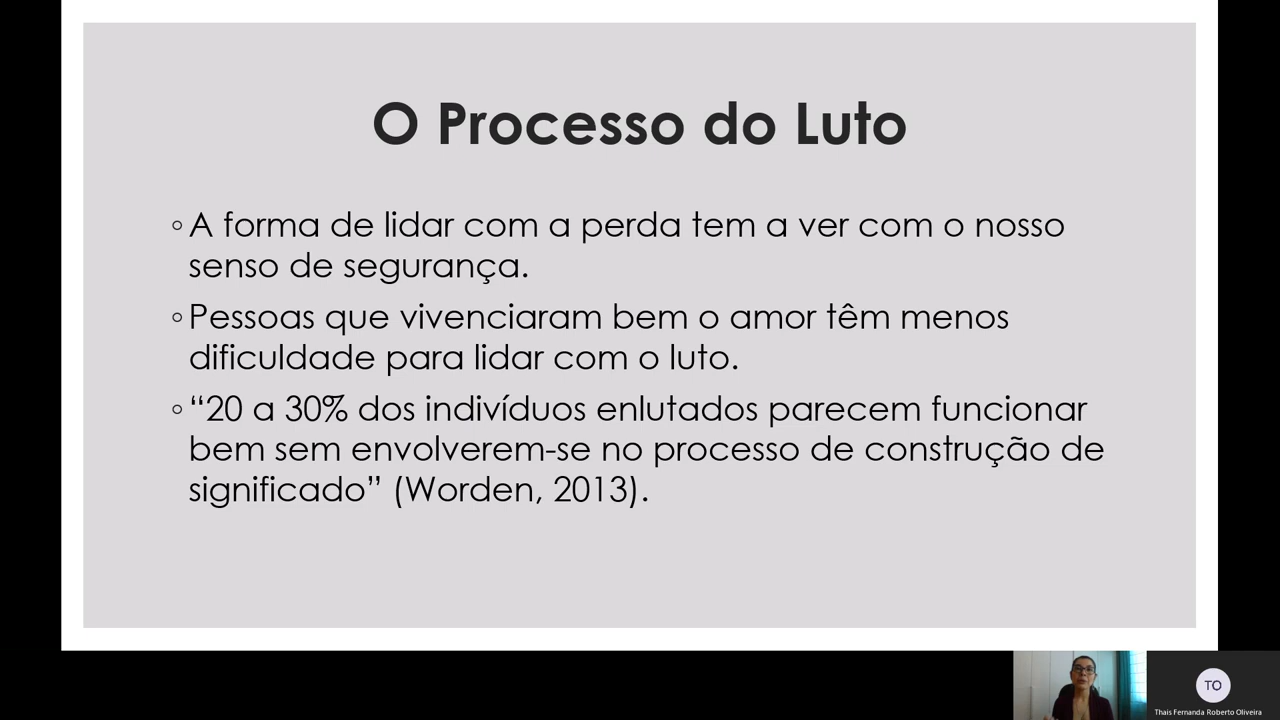 O Processo do Luto
◦A forma de lidar com a perda tem a ver com o nosso
senso de segurança.
◦Pessoas que vivenciaram bem o amor têm menos
dificuldade para lidar com o luto.
◦“20 a 30% dos indivíduos enlutados parecem funcionar
bem sem envolverem-se no processo de construção de
significado” (Worden, 2013).
TO
Thais Fernanda Roberto Oliveira